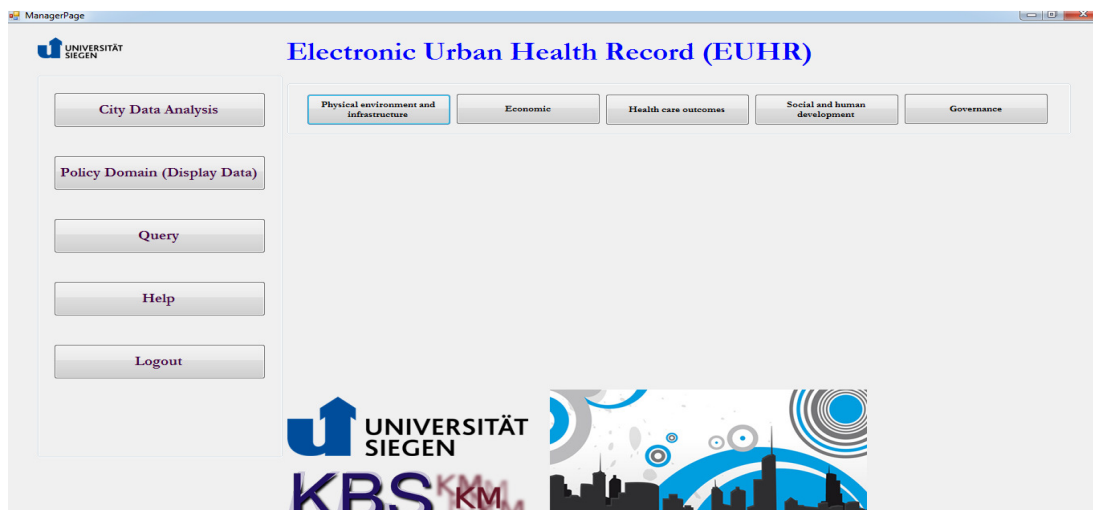 ManagerPage
UNIVERSITÄT
SIEGEN
Electronic Urban Health Record (EUHR)
City Data Analysis
Policy Domain (Display Data)
Query
Help
Logout
Physical environment and
infrastructure
Economic
Health care outcomes
Social and human
development
Governance
UNIVERSITÄT
SIEGEN
KBS
KM
KM